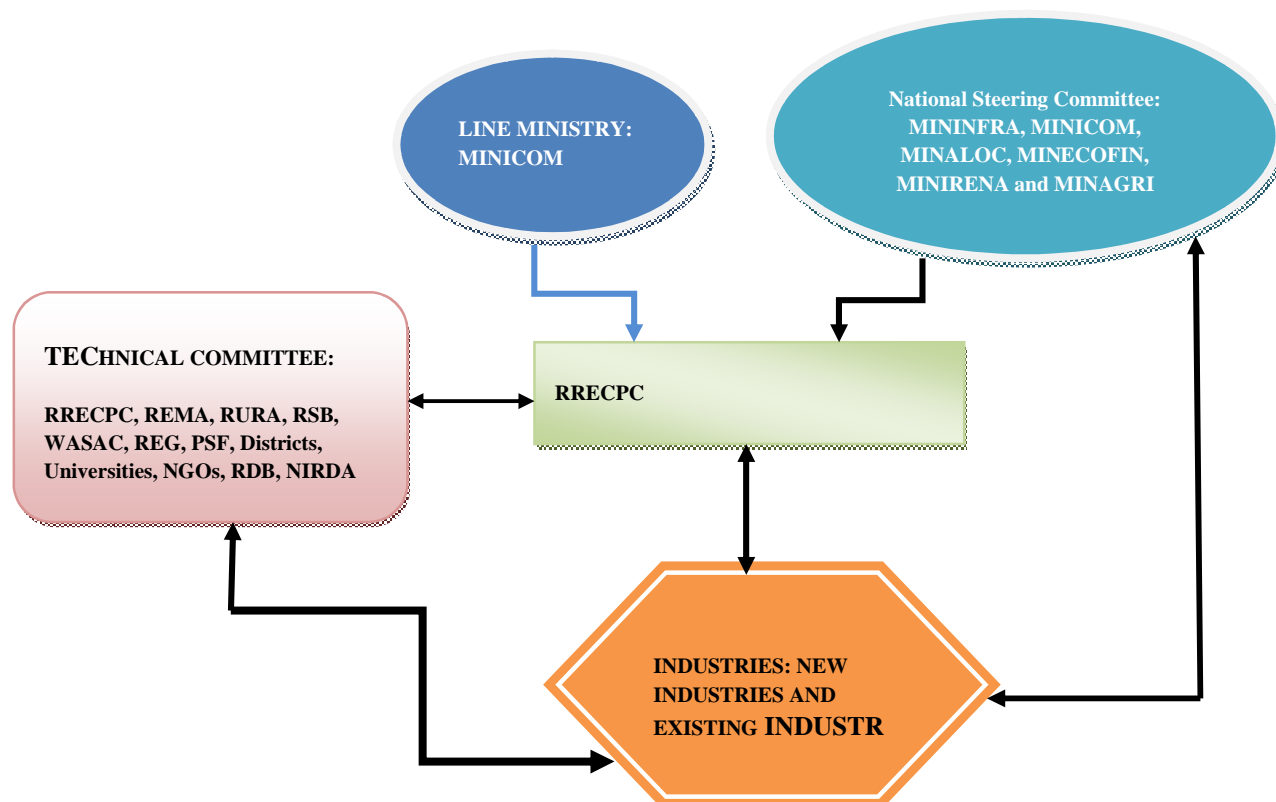 LINE MINISTRY:
MINICOM
National Steering Committee:
MININFRA, MINICOM,
MINALOC, MINECOFIN,
MINIRENA and MINAGRI
TECHNICAL COMMITTEE:
RRECPC, REMA, RURA, RSB,
WASAC, REG, PSF, Districts,
Universities, NGOs, RDB, NIRDA
RRECPC
INDUSTRIES: NEW
INDUSTRIES AND
EXISTING INDUSTR